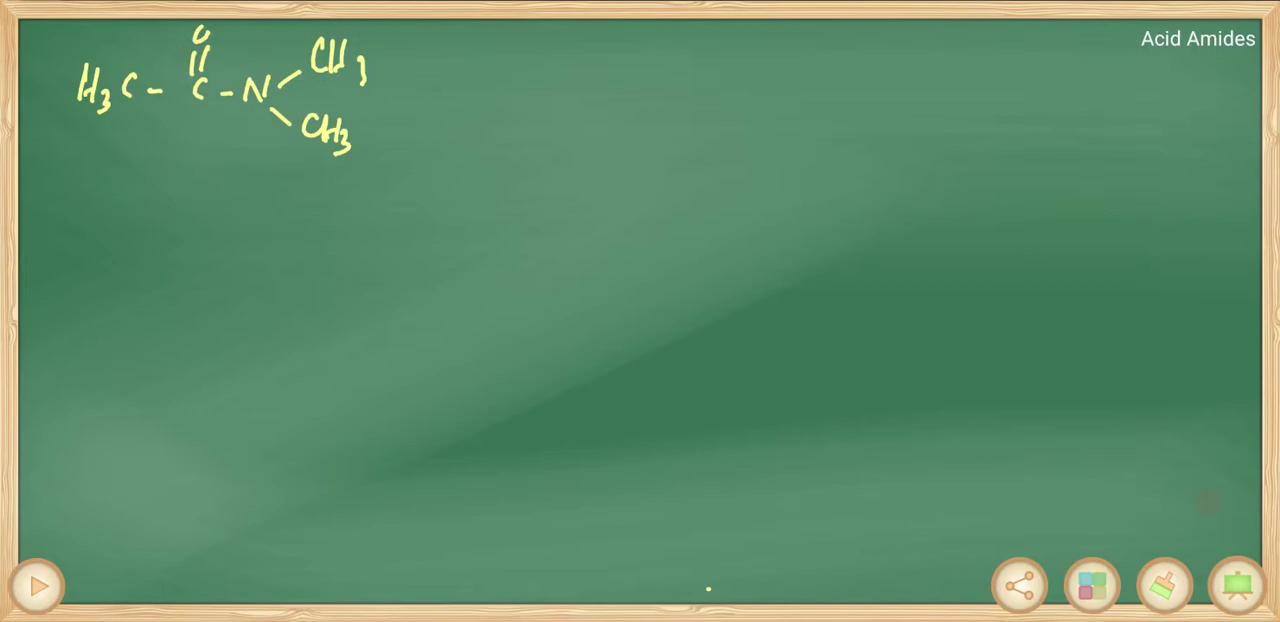 Acid Amides
O
||
H3C - C - N - CH3
CH3